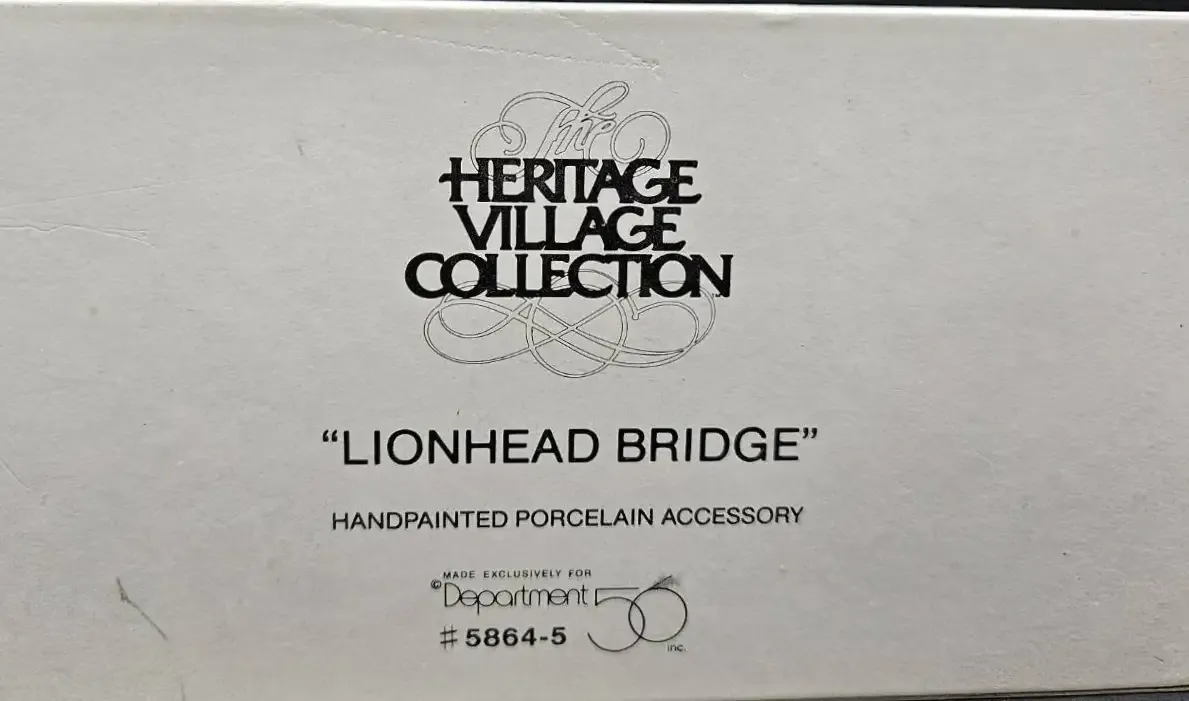 The
HERITAGE
VILLAGE
COLLECTION
“LIONHEAD BRIDGE”
HANDPAINTED PORCELAIN ACCESSORY
MADE EXCLUSIVELY FOR
©Department 56
#5864-5 inc.